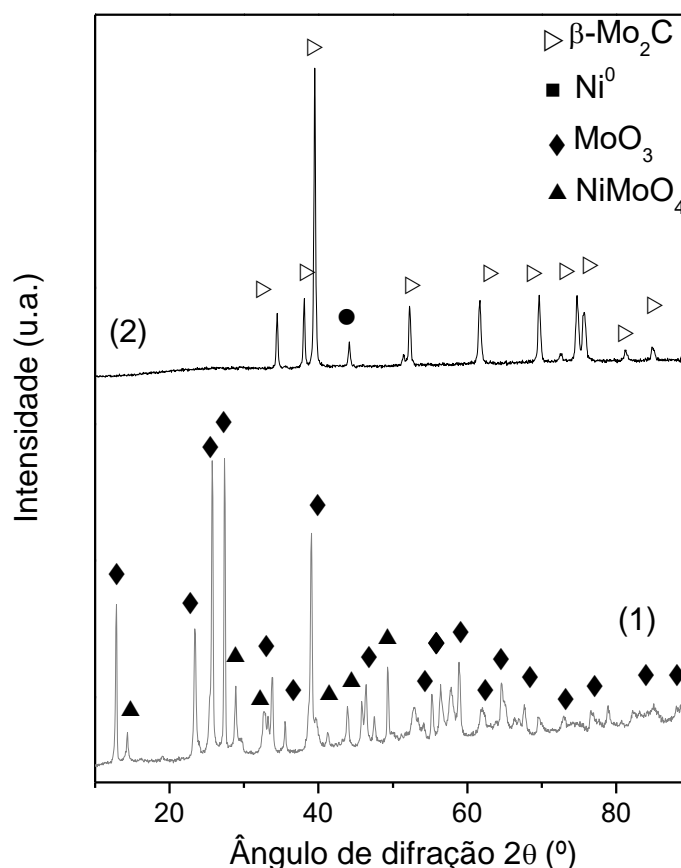 ▷ β-Mo₂C
■ Ni⁰
◆ MoO₃
▲ NiMoO₄
(2)
(1)
Intensidade (u.a.)
20 40 60 80
Ângulo de difração 2θ (º)